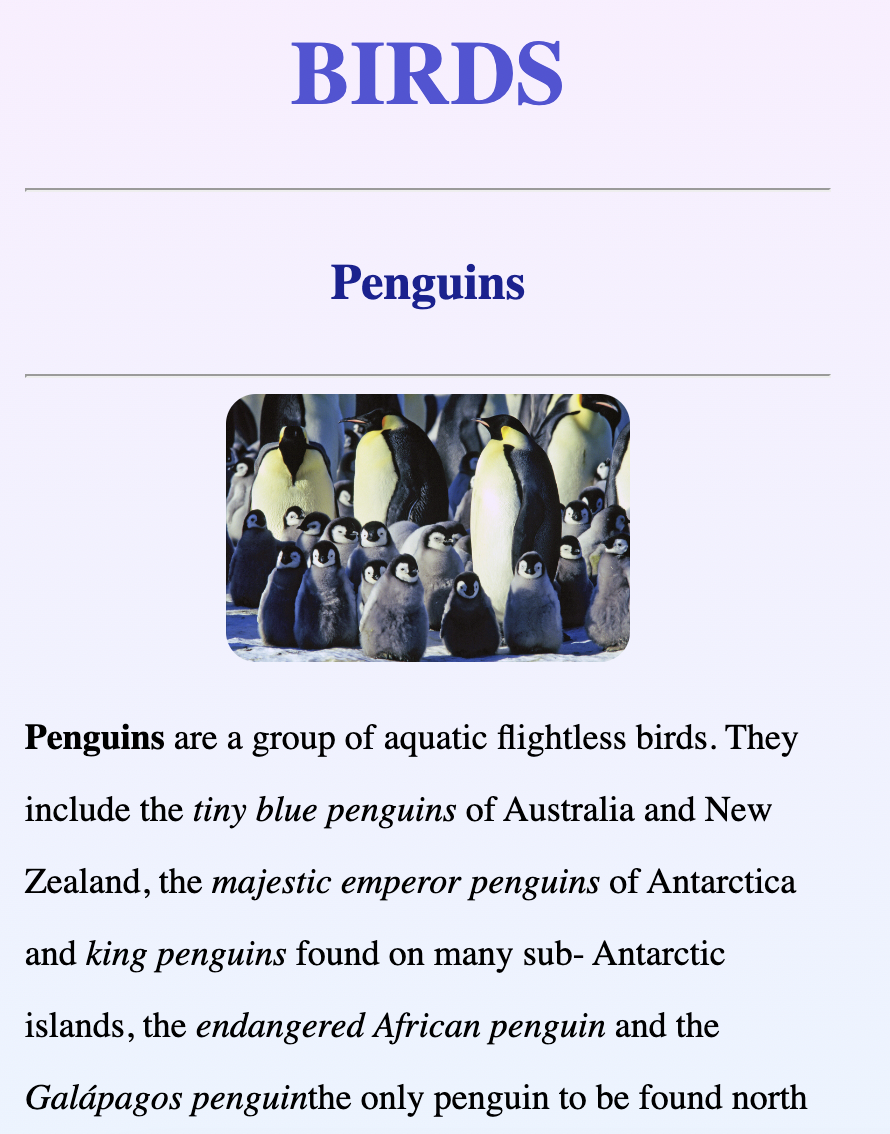 BIRDS
Penguins
Penguins are a group of aquatic flightless birds. They
include the tiny blue penguins of Australia and New
Zealand, the majestic emperor penguins of Antarctica
and king penguins found on many sub- Antarctic
islands, the endangered African penguin and the
Galápagos penguinthe only penguin to be found north